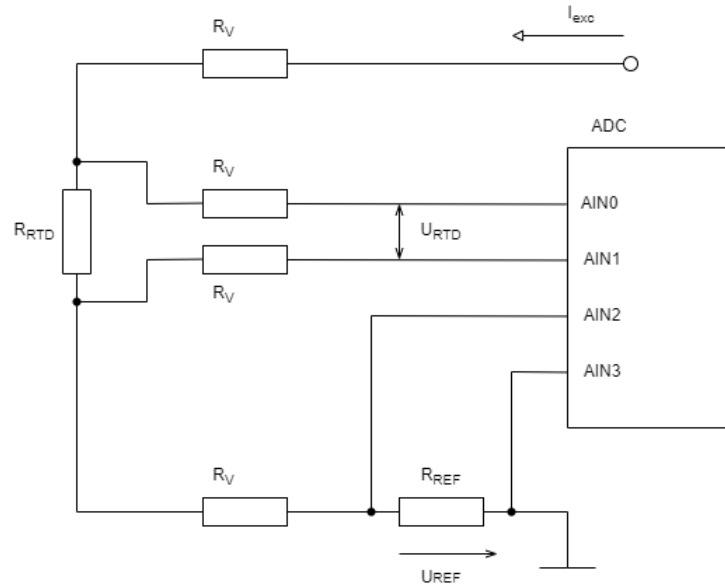 I_exc
R_V
ADC
R_V
AIN0
R_RTD
U_RTD
AIN1
R_V
AIN2
AIN3
R_V
R_REF
U_REF